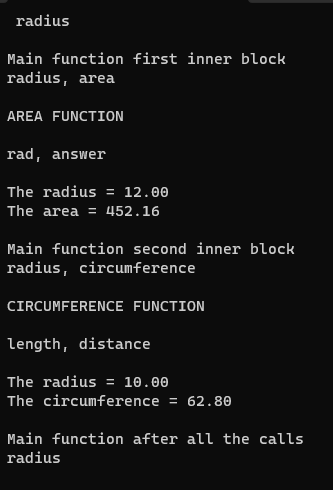 radius
Main function first inner block
radius, area
AREA FUNCTION
rad, answer
The radius = 12.00
The area = 452.16
Main function second inner block
radius, circumference
CIRCUMFERENCE FUNCTION
length, distance
The radius = 10.00
The circumference = 62.80
Main function after all the calls
radius